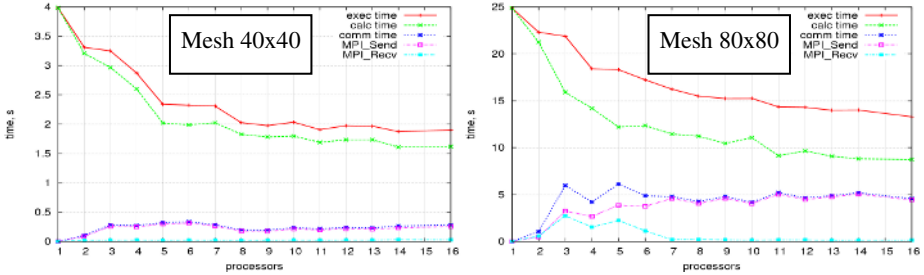 4
3.5
3
2.5
2
1.5
1
0.5
0
time, s
Mesh 40x40
exec time
calc time
comm time
MPI_Send
MPI_Recv
1 2 3 4 5 6 7 8 9 10 11 12 13 14 15 16
processors
25
20
15
10
5
0
time, s
Mesh 80x80
exec time
calc time
comm time
MPI_Send
MPI_Recv
1 2 3 4 5 6 7 8 9 10 11 12 13 14 15 16
processors